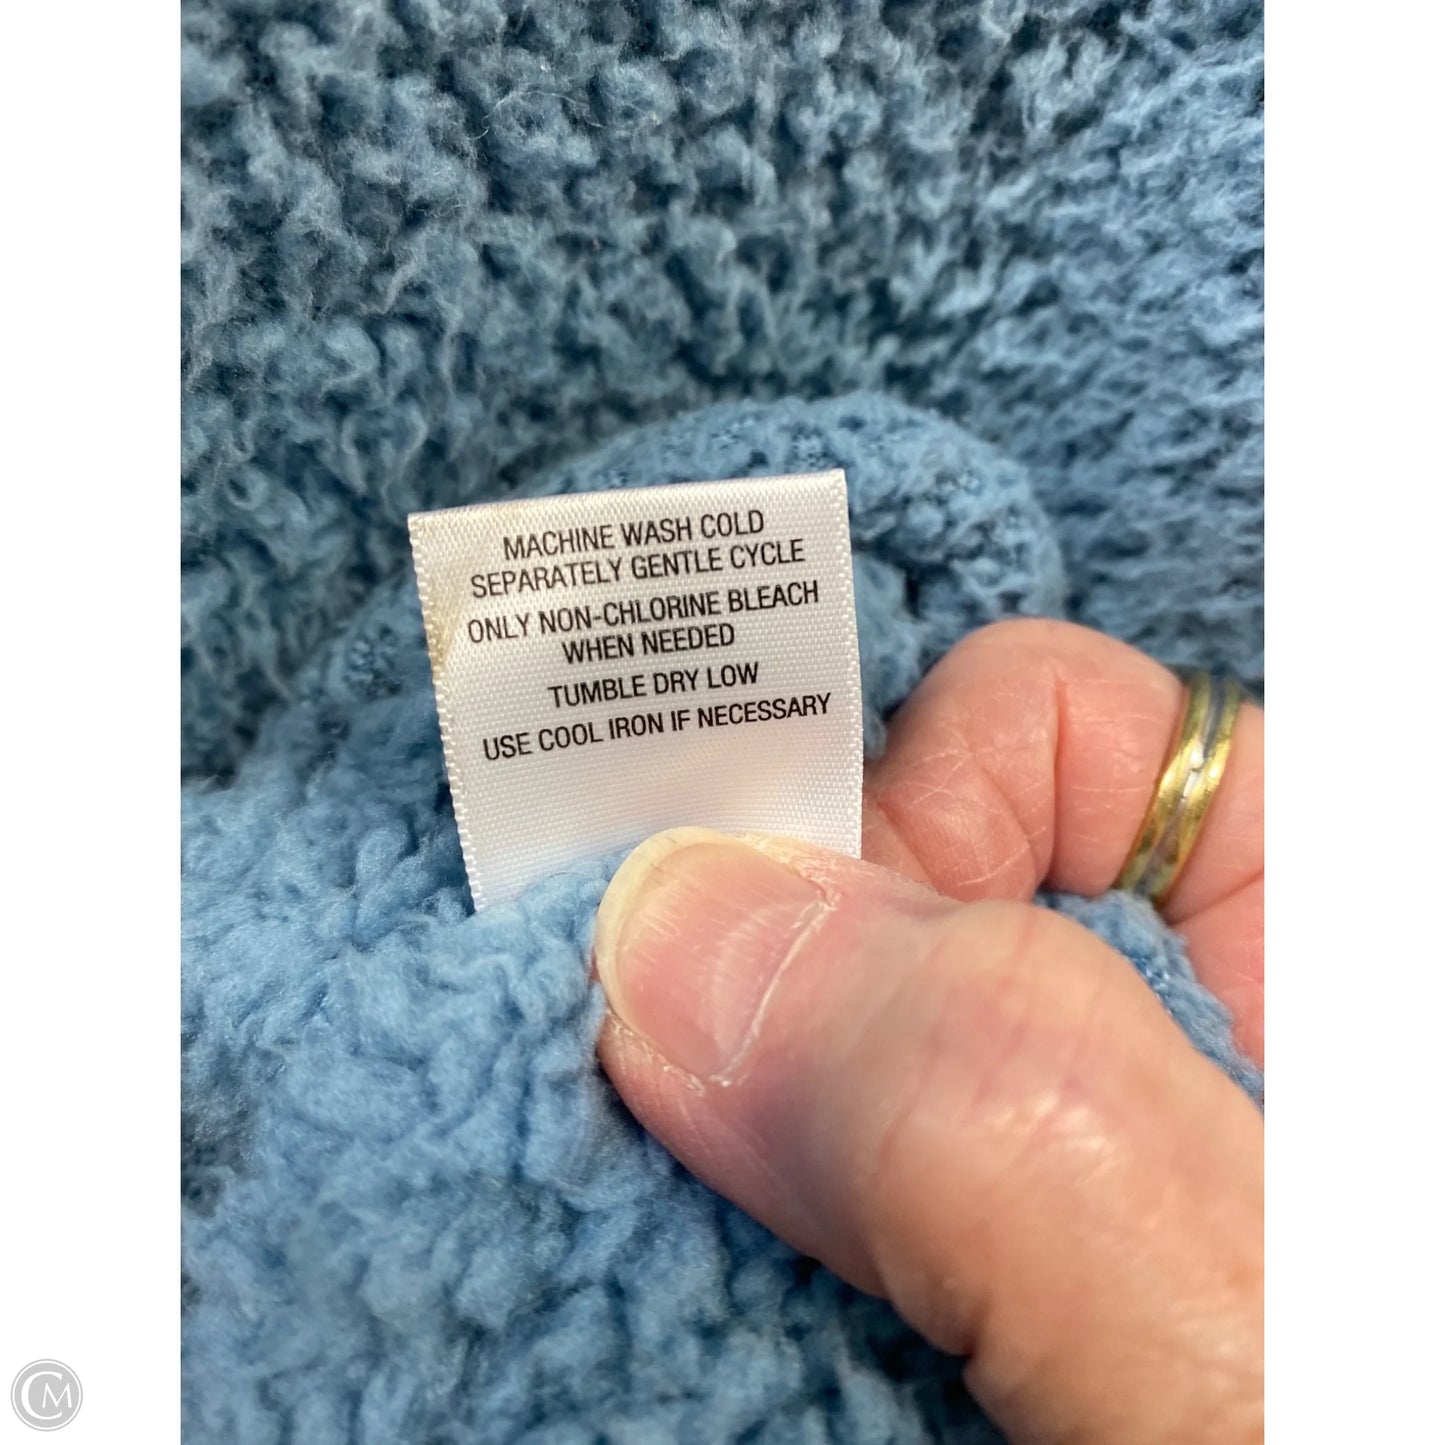 MACHINE WASH COLD
SEPARATELY GENTLE CYCLE
ONLY NON-CHLORINE BLEACH
WHEN NEEDED
TUMBLE DRY LOW
USE COOL IRON IF NECESSARY
CM